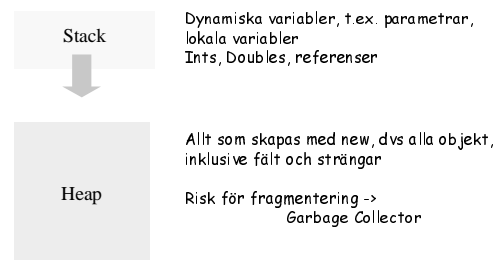 Stack
Dynamiska variabler, t.ex. parametrar,
lokala variabler
Ints, Doubles, referenser
Heap
Allt som skapas med new, dvs alla objekt,
inklusive fält och strängar
Risk för fragmentering ->
Garbage Collector